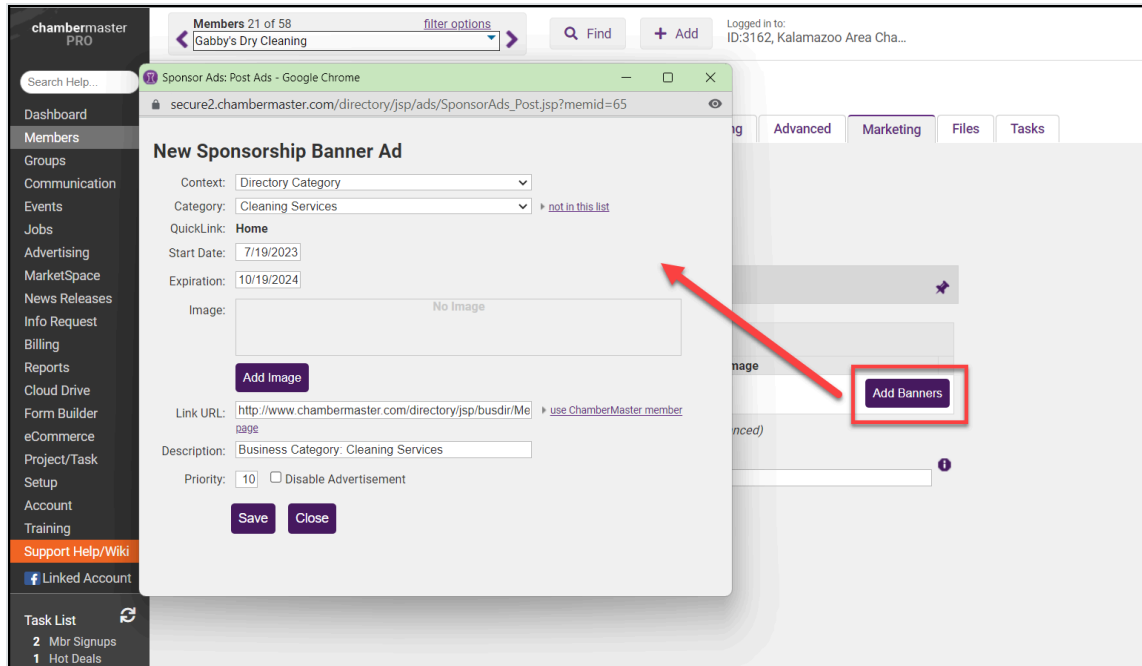 chambermaster
PRO
Members 21 of 58
filter options
Gabby's Dry Cleaning
Find
Add
Logged in to:
ID:3162, Kalamazoo Area Cha...
Search Help...
Dashboard
Members
Groups
Communication
Events
Jobs
Advertising
MarketSpace
News Releases
Info Request
Billing
Reports
Cloud Drive
Form Builder
eCommerce
Project/Task
Setup
Account
Training
Support Help/Wiki
Linked Account
Task List
2 Mbr Signups
1 Hot Deals
Sponsor Ads: Post Ads - Google Chrome
secure2.chambermaster.com/directory/jsp/ads/SponsorAds_Post.jsp?memid=65
New Sponsorship Banner Ad
Context: Directory Category
Category: Cleaning Services not in this list
QuickLink: Home
Start Date: 7/19/2023
Expiration: 10/19/2024
Image: No Image
Add Image
Link URL: http://www.chambermaster.com/directory/jsp/busdir/Me use ChamberMaster member
page
Description: Business Category: Cleaning Services
Priority: 10 Disable Advertisement
Save Close
ng Advanced Marketing Files Tasks
mage
Add Banners
nced)